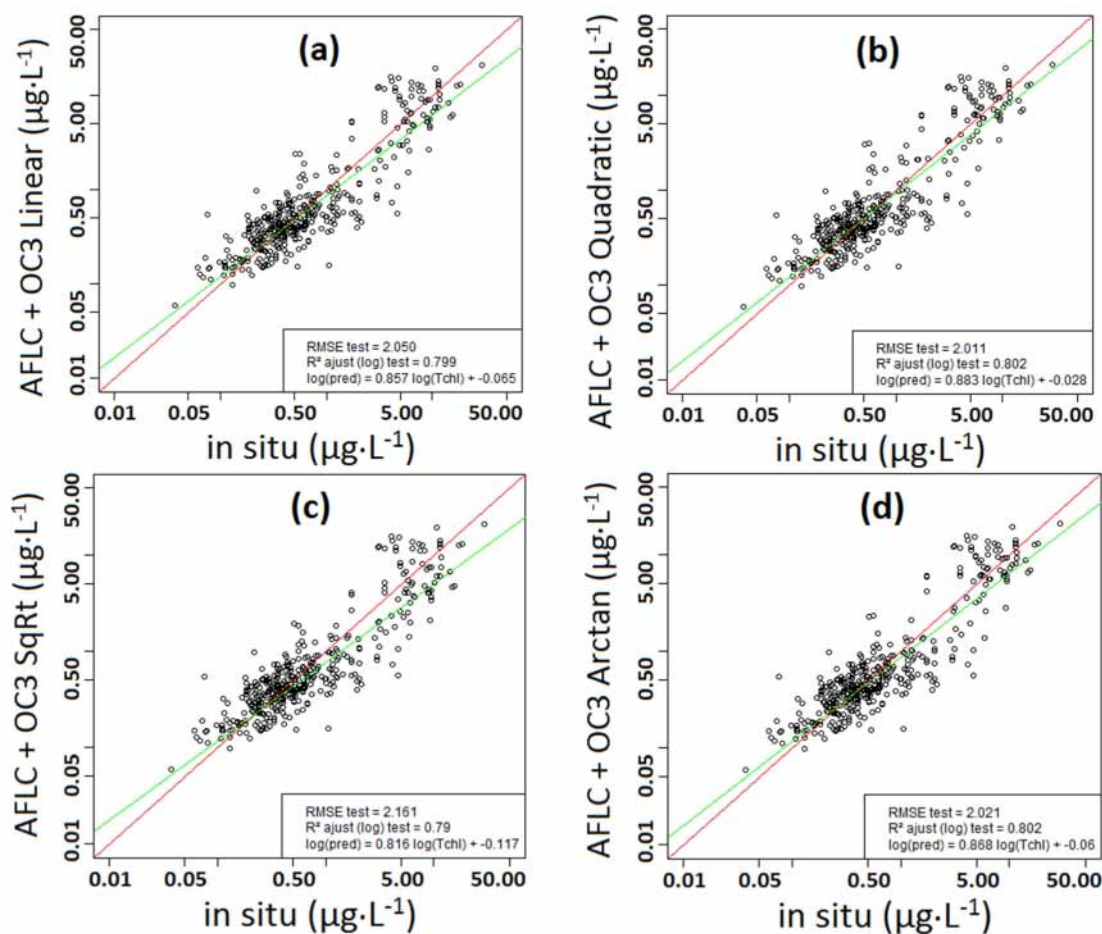 (a)
AFLC + OC3 Linear (µg·L⁻¹)
50.00
5.00
0.50
0.05
0.01
RMSE test = 2.050
R² ajust (log) test = 0.799
log(pred) = 0.857 log(Tchl) + -0.065
0.01 0.05 0.50 5.00 50.00
in situ (µg·L⁻¹)
(b)
AFLC + OC3 Quadratic (µg·L⁻¹)
50.00
5.00
0.50
0.05
0.01
RMSE test = 2.011
R² ajust (log) test = 0.802
log(pred) = 0.883 log(Tchl) + -0.028
0.01 0.05 0.50 5.00 50.00
in situ (µg·L⁻¹)
(c)
AFLC + OC3 SqRt (µg·L⁻¹)
50.00
5.00
0.50
0.05
0.01
RMSE test = 2.161
R² ajust (log) test = 0.79
log(pred) = 0.816 log(Tchl) + -0.117
0.01 0.05 0.50 5.00 50.00
in situ (µg·L⁻¹)
(d)
AFLC + OC3 Arctan (µg·L⁻¹)
50.00
5.00
0.50
0.05
0.01
RMSE test = 2.021
R² ajust (log) test = 0.802
log(pred) = 0.868 log(Tchl) + -0.06
0.01 0.05 0.50 5.00 50.00
in situ (µg·L⁻¹)